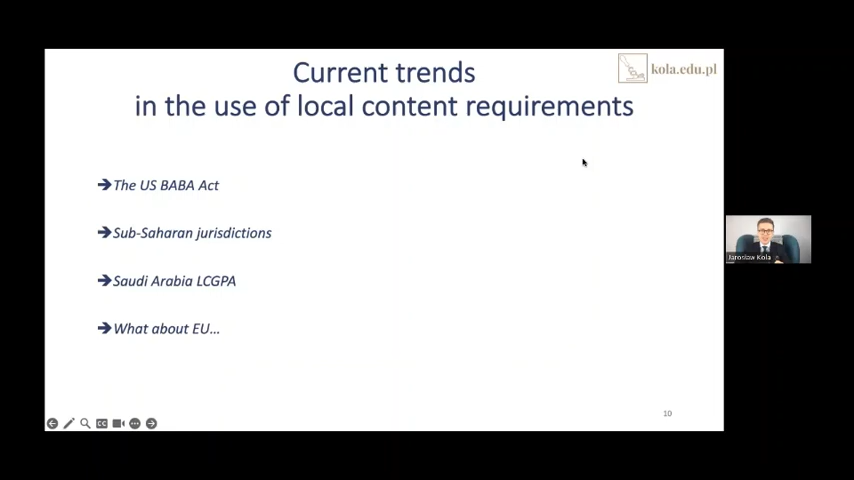 Current trends
in the use of local content requirements
kola.edu.pl
The US BABA Act
Sub-Saharan jurisdictions
Saudi Arabia LCGPA
What about EU...
Jarosław Kola
10
CC